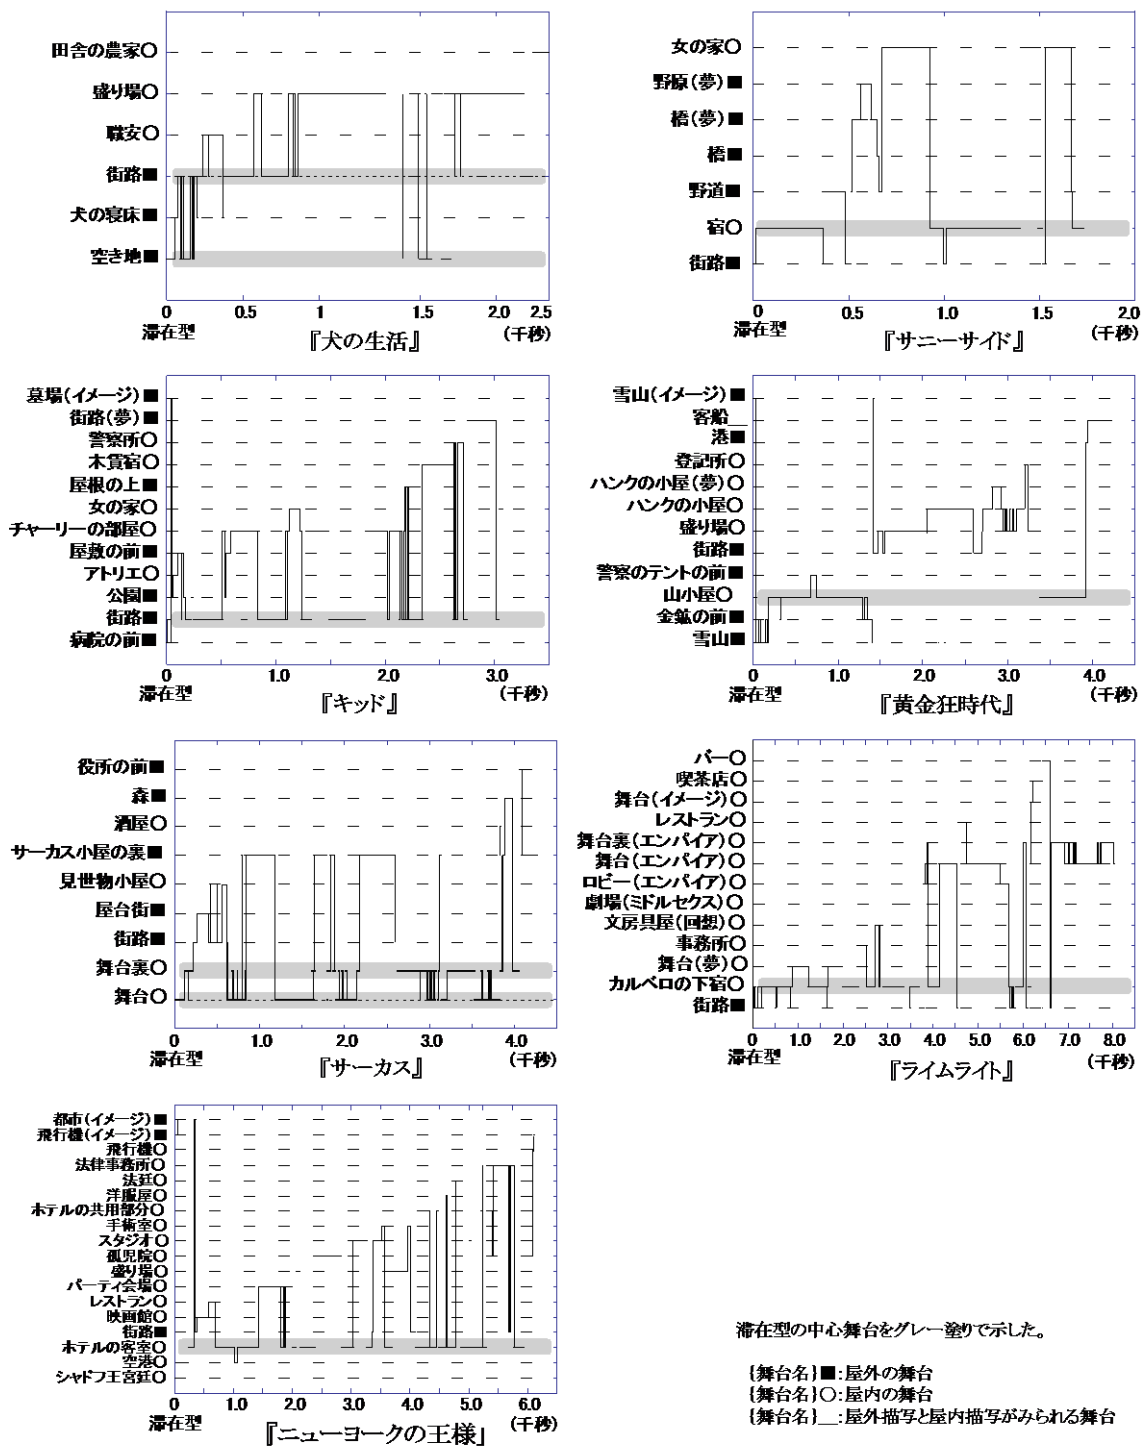 田舎の農家○
盛り場○
職安○
街路■
犬の寝床■
空き地■
0 0.5 1 1.5 2.0 2.5
滞在型 『犬の生活』 (千秒)
女の家○
野原(夢)■
橋(夢)■
橋■
野道■
宿○
街路■
0 0.5 1.0 1.5 2.0
滞在型 『サニーサイド』 (千秒)
墓場(イメージ)■
街路(夢)■
警察所○
木賃宿○
屋根の上■
女の家○
チャーリーの部屋○
屋敷の前■
アトリエ○
公園■
街路■
病院の前■
0 1.0 2.0 3.0
滞在型 『キッド』 (千秒)
雪山(イメージ)■
客船__
港■
登記所○
ハンクの小屋(夢)○
ハンクの小屋○
盛り場○
街路■
警察のテントの前■
山小屋○
金鉱の前■
雪山■
0 1.0 2.0 3.0 4.0
滞在型 『黄金狂時代』 (千秒)
役所の前■
森■
酒屋○
サーカス小屋の裏■
見世物小屋○
屋台街■
街路■
舞台裏○
舞台○
0 1.0 2.0 3.0 4.0
滞在型 『サーカス』 (千秒)
バー○
喫茶店○
舞台(イメージ)○
レストラン○
舞台裏(エンパイア)○
舞台(エンパイア)○
ロビー(エンパイア)○
劇場(ミドルセクス)○
文房具屋(回想)○
事務所○
舞台(夢)○
カルベロの下宿○
街路■
0 1.0 2.0 3.0 4.0 5.0 6.0 7.0 8.0
滞在型 『ライムライト』 (千秒)
都市(イメージ)■
飛行機(イメージ)■
飛行機○
法律事務所○
法廷○
洋服屋○
ホテルの共用部分○
手術室○
スタジオ○
孤児院○
盛り場○
パーティ会場○
レストラン○
映画館○
街路■
ホテルの客室○
空港○
シャドフ王宮廷○
0 1.0 2.0 3.0 4.0 5.0 6.0
滞在型 『ニューヨークの王様」 (千秒)
滞在型の中心舞台をグレー塗りで示した。
{舞台名}■:屋外の舞台
{舞台名}○:屋内の舞台
{舞台名}__:屋外描写と屋内描写がみられる舞台